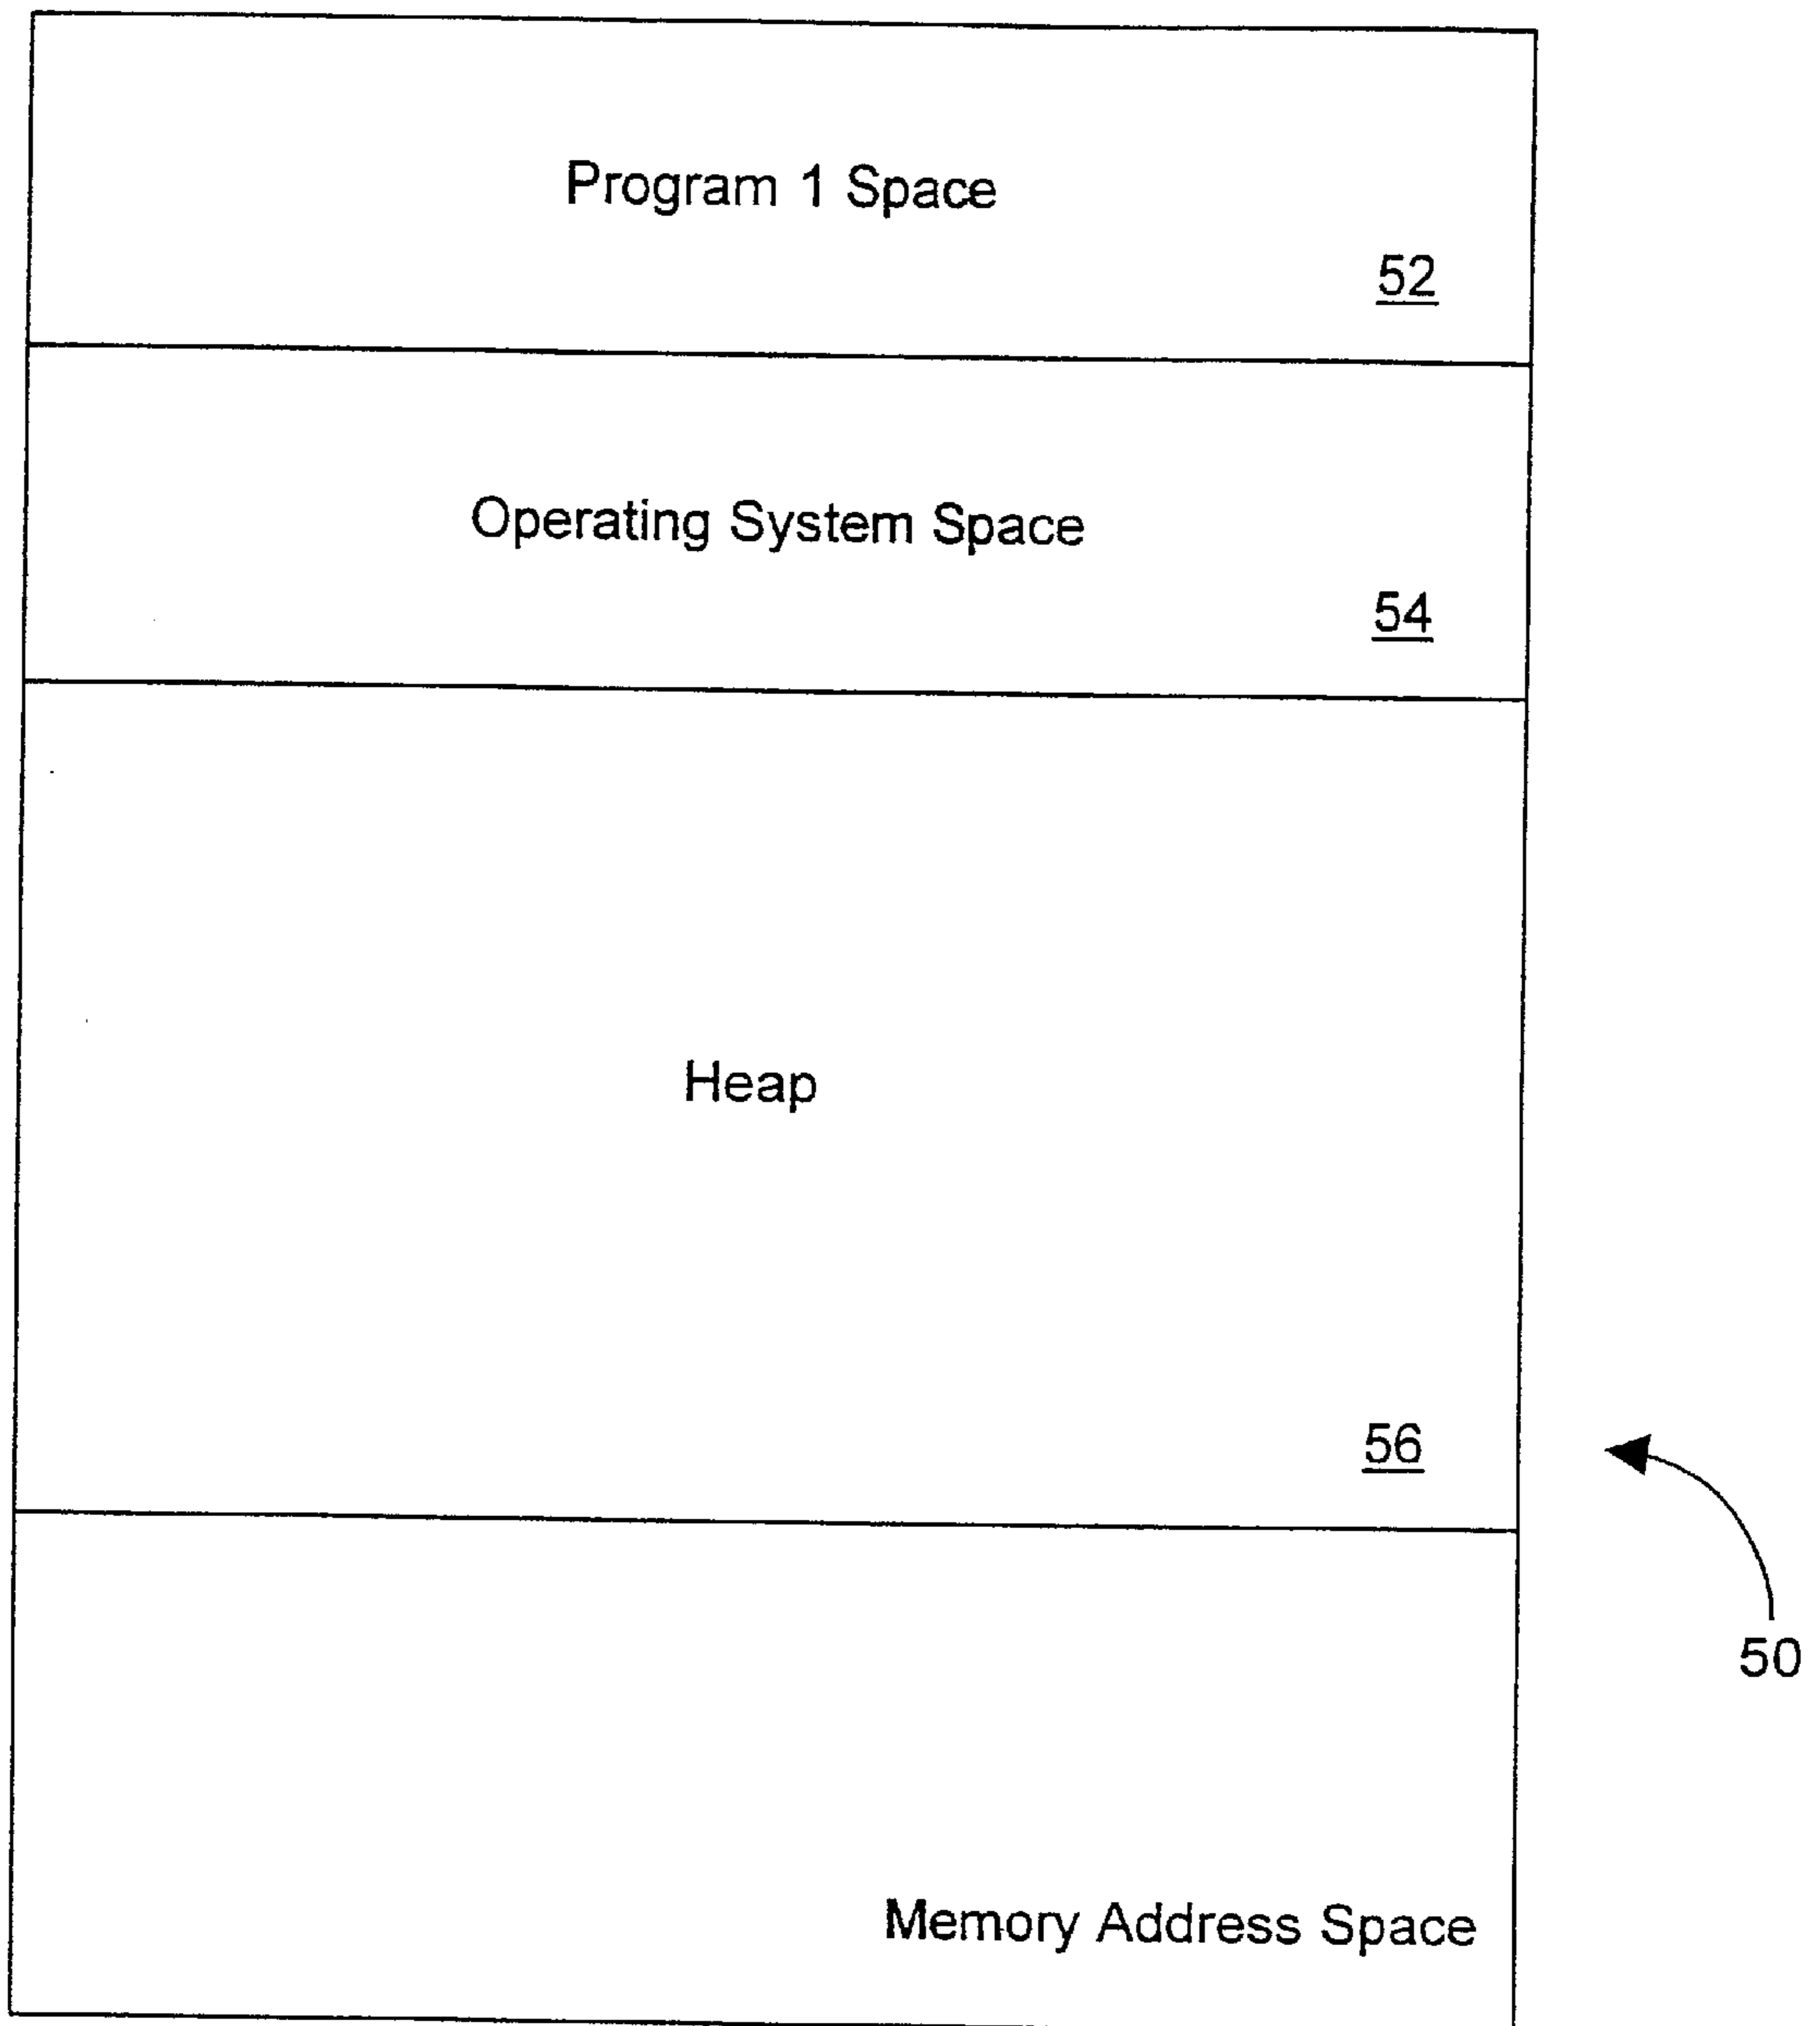 Program 1 Space
52
Operating System Space
54
Heap
56
50
Memory Address Space